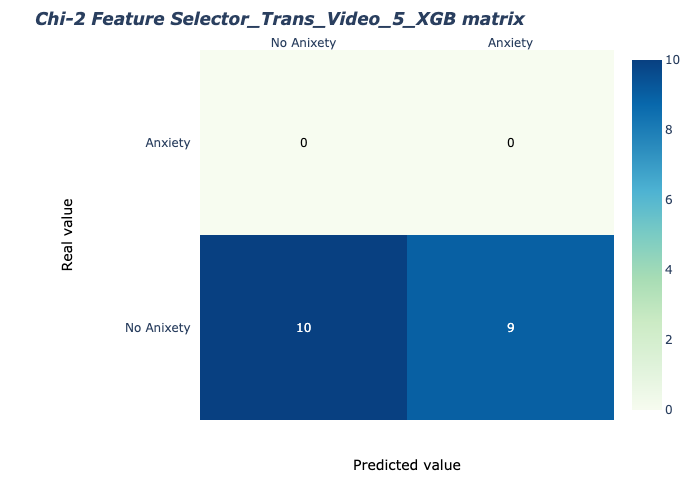 Chi-2 Feature Selector_Trans_Video_5_XGB matrix
No Anixety Anxiety
10
Anxiety 0 0
8
6
Real value
4
No Anixety 10 9
2
0
Predicted value